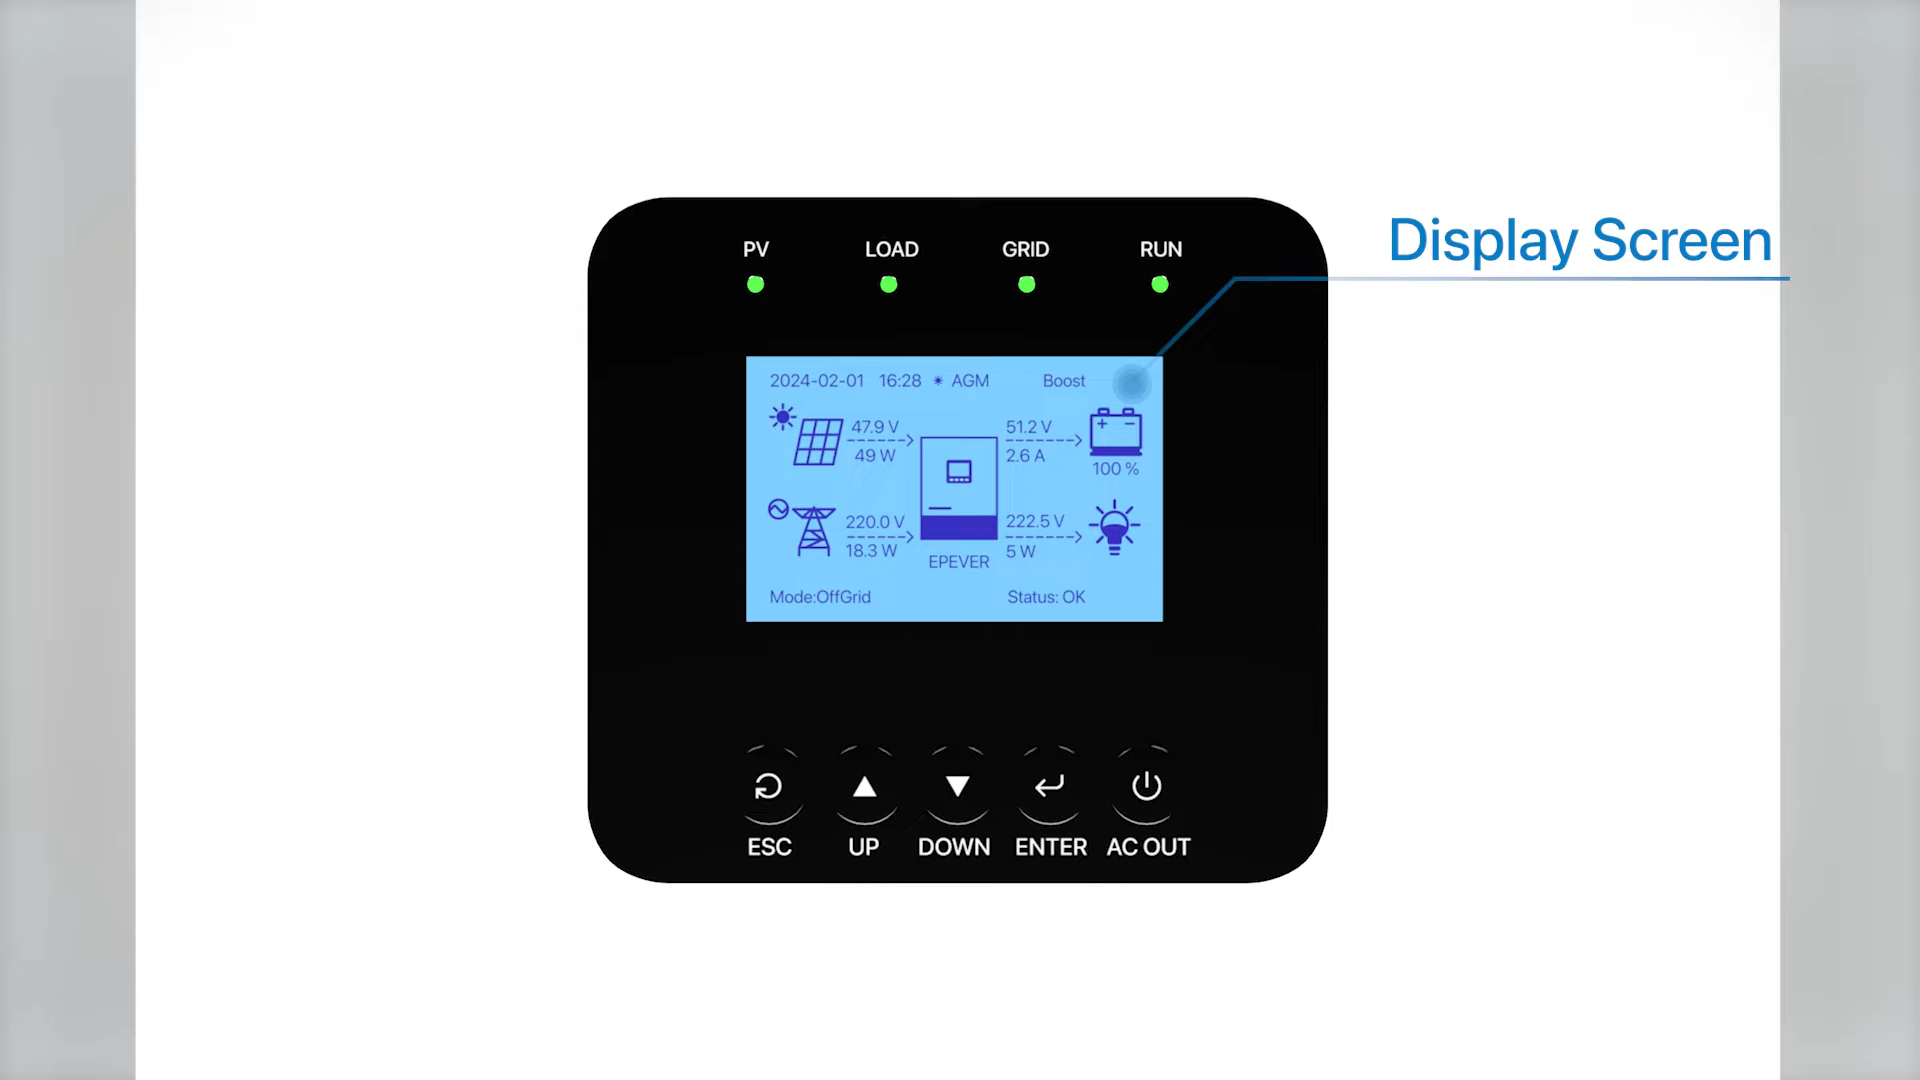 Display Screen
PV LOAD GRID RUN
2024-02-01 16:28 ☀ AGM Boost
47.9 V 51.2 V
49 W 2.6 A
100 %
220.0 V 222.5 V
18.3 W 5 W
EPEVER
Mode:OffGrid Status: OK
ESC UP DOWN ENTER AC OUT